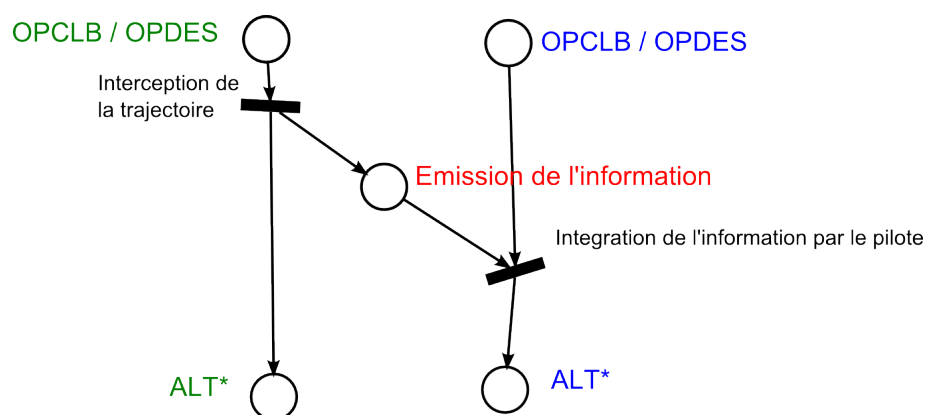 OPCLB / OPDES
OPCLB / OPDES
Interception de
la trajectoire
Emission de l'information
Integration de l'information par le pilote
ALT*
ALT*